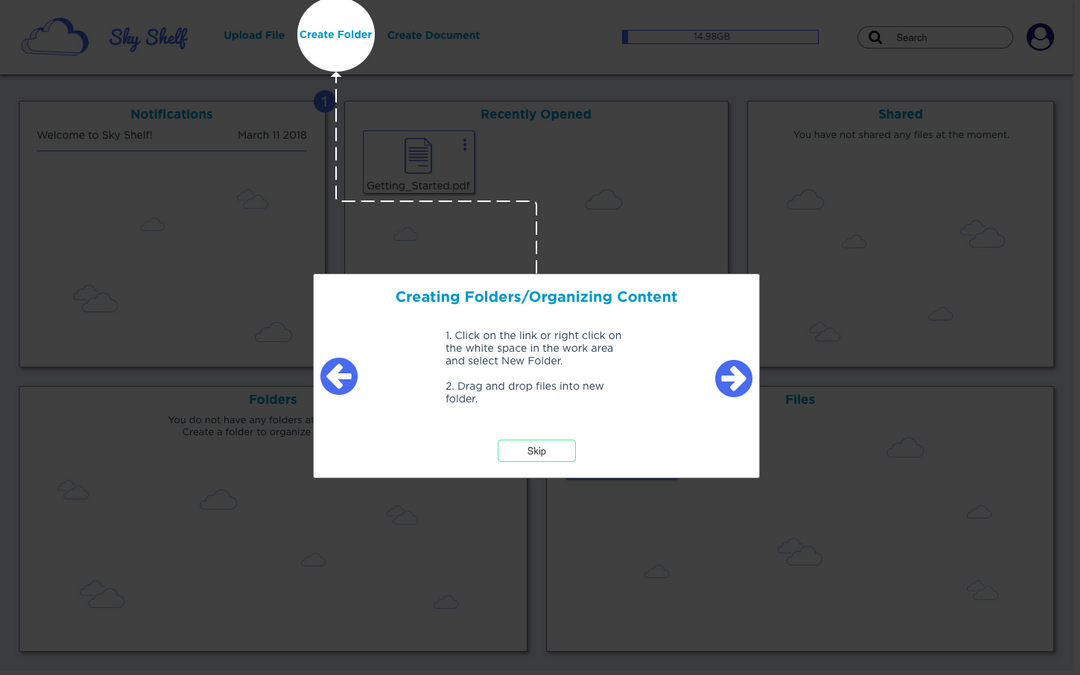 Sky Shelf
Upload File
Create Folder
Create Document
14.98GB
Search
1
Notifications
Welcome to Sky Shelf!
March 11 2018
Recently Opened
Getting_Started.pdf
Shared
You have not shared any files at the moment.
Creating Folders/Organizing Content
1. Click on the link or right click on
the white space in the work area
and select New Folder.
2. Drag and drop files into new
folder.
Skip
Folders
You do not have any folders
Create a folder to organize
Files